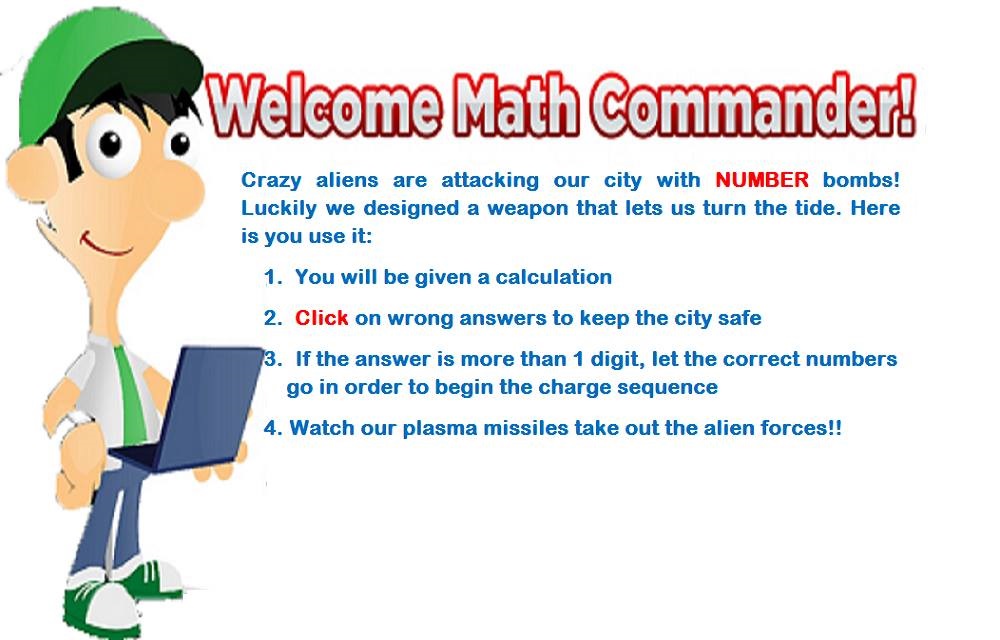 Welcome Math Commander!
Crazy aliens are attacking our city with NUMBER bombs!
Luckily we designed a weapon that lets us turn the tide. Here
is you use it:
1. You will be given a calculation
2. Click on wrong answers to keep the city safe
3. If the answer is more than 1 digit, let the correct numbers
go in order to begin the charge sequence
4. Watch our plasma missiles take out the alien forces!!